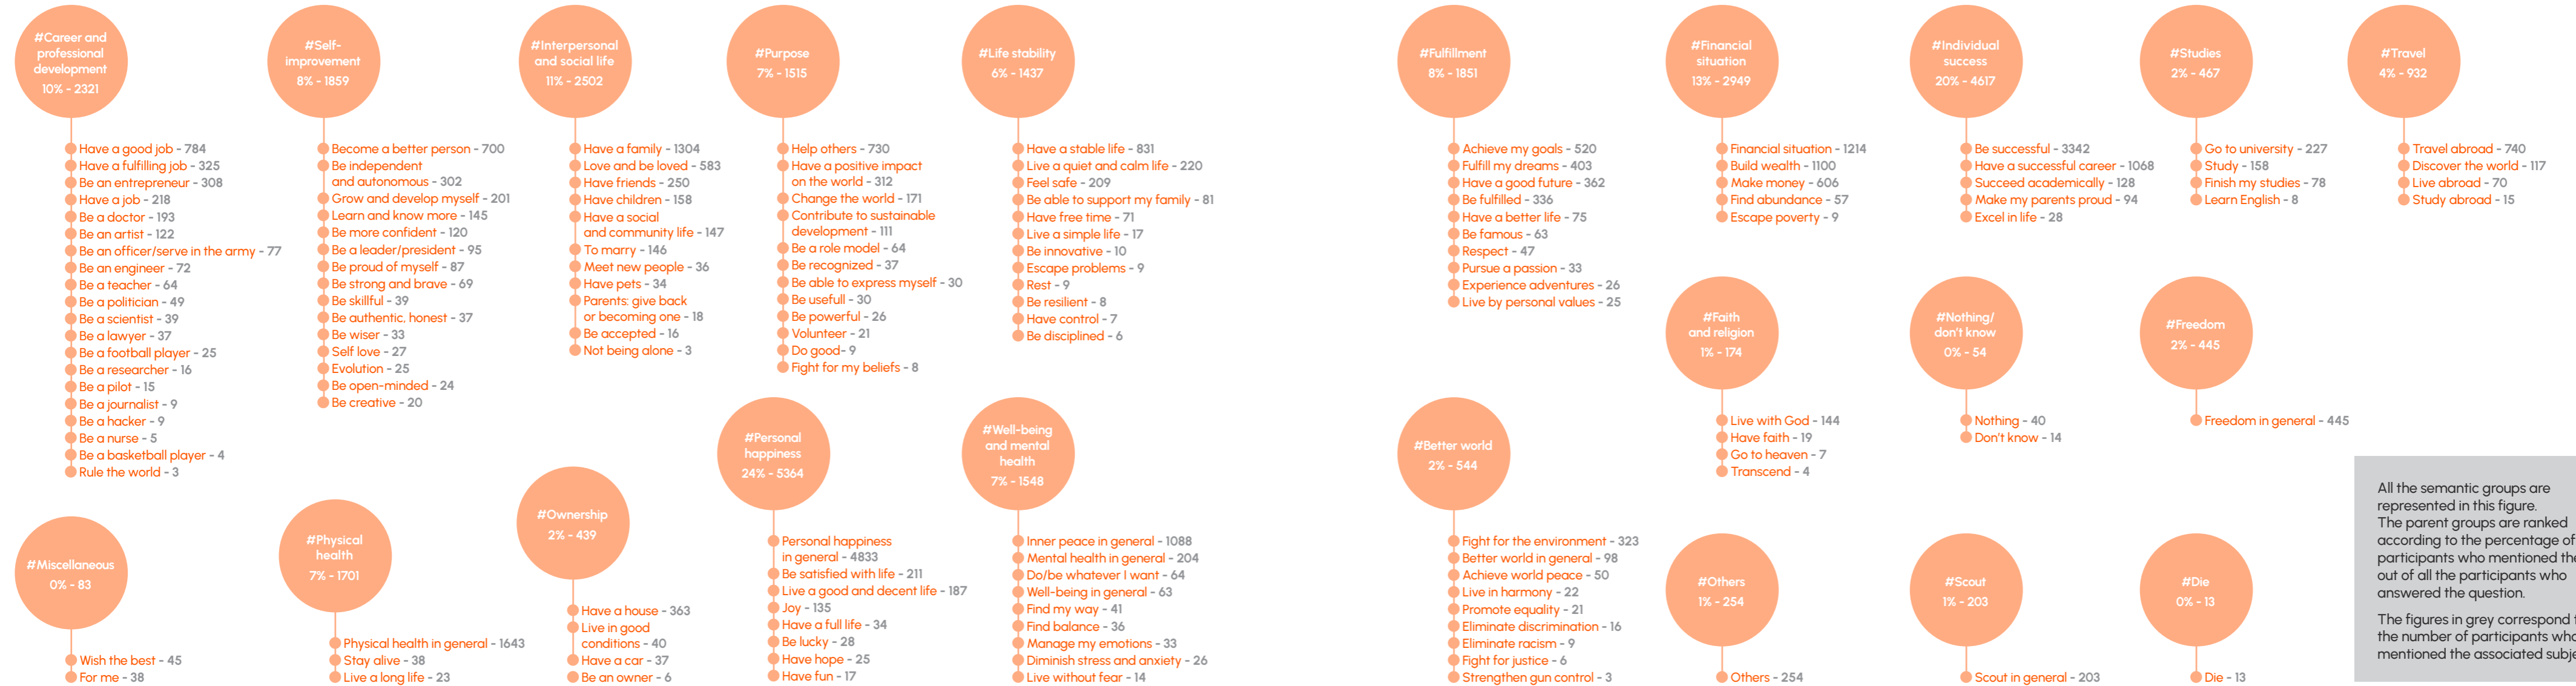 #Career and
professional
development
10% - 2321
Have a good job - 784
Have a fulfilling job - 325
Be an entrepreneur - 308
Have a job - 218
Be a doctor - 193
Be an artist - 122
Be an officer/serve in the army - 77
Be an engineer - 72
Be a teacher - 64
Be a politician - 49
Be a scientist - 39
Be a lawyer - 37
Be a football player - 25
Be a researcher - 16
Be a pilot - 15
Be a journalist - 9
Be a hacker - 9
Be a nurse - 5
Be a basketball player - 4
Rule the world - 3
#Self-
improvement
8% - 1859
Become a better person - 700
Be independent
and autonomous - 302
Grow and develop myself - 201
Learn and know more - 145
Be more confident - 120
Be a leader/president - 95
Be proud of myself - 87
Be strong and brave - 69
Be skillful - 39
Be authentic, honest - 37
Be wiser - 33
Self love - 27
Evolution - 25
Be open-minded - 24
Be creative - 20
#Interpersonal
and social life
11% - 2502
Have a family - 1304
Love and be loved - 583
Have friends - 250
Have children - 158
Have a social
and community life - 147
To marry - 146
Meet new people - 36
Have pets - 34
Parents: give back
or becoming one - 18
Be accepted - 16
Not being alone - 3
#Purpose
7% - 1515
Help others - 730
Have a positive impact
on the world - 312
Change the world - 171
Contribute to sustainable
development - 111
Be a role model - 64
Be recognized - 37
Be able to express myself - 30
Be usefull - 30
Be powerful - 26
Volunteer - 21
Do good- 9
Fight for my beliefs - 8
#Life stability
6% - 1437
Have a stable life - 831
Live a quiet and calm life - 220
Feel safe - 209
Be able to support my family - 81
Have free time - 71
Live a simple life - 17
Be innovative - 10
Escape problems - 9
Rest - 9
Be resilient - 8
Have control - 7
Be disciplined - 6
#Fulfillment
8% - 1851
Achieve my goals - 520
Fulfill my dreams - 403
Have a good future - 362
Be fulfilled - 336
Have a better life - 75
Be famous - 63
Respect - 47
Pursue a passion - 33
Experience adventures - 26
Live by personal values - 25
#Financial
situation
13% - 2949
Financial situation - 1214
Build wealth - 1100
Make money - 606
Find abundance - 57
Escape poverty - 9
#Individual
success
20% - 4617
Be successful - 3342
Have a successful career - 1068
Succeed academically - 128
Make my parents proud - 94
Excel in life - 28
#Studies
2% - 467
Go to university - 227
Study - 158
Finish my studies - 78
Learn English - 8
#Travel
4% - 932
Travel abroad - 740
Discover the world - 117
Live abroad - 70
Study abroad - 15
#Faith
and religion
1% - 174
Live with God - 144
Have faith - 19
Go to heaven - 7
Transcend - 4
#Nothing/
don't know
0% - 54
Nothing - 40
Don't know - 14
#Freedom
2% - 445
Freedom in general - 445
#Miscellaneous
0% - 83
Wish the best - 45
For me - 38
#Physical
health
7% - 1701
Physical health in general - 1643
Stay alive - 38
Live a long life - 23
#Ownership
2% - 439
Have a house - 363
Live in good
conditions - 40
Have a car - 37
Be an owner - 6
#Personal
happiness
24% - 5364
Personal happiness
in general - 4833
Be satisfied with life - 211
Live a good and decent life - 187
Joy - 135
Have a full life - 34
Be lucky - 28
Have hope - 25
Have fun - 17
#Well-being
and mental
health
7% - 1548
Inner peace in general - 1088
Mental health in general - 204
Do/be whatever I want - 64
Well-being in general - 63
Find my way - 41
Find balance - 36
Manage my emotions - 33
Diminish stress and anxiety - 26
Live without fear - 14
#Better world
2% - 544
Fight for the environment - 323
Better world in general - 98
Achieve world peace - 50
Live in harmony - 22
Promote equality - 21
Eliminate discrimination - 16
Eliminate racism - 9
Fight for justice - 6
Strengthen gun control - 3
#Others
1% - 254
Others - 254
#Scout
1% - 203
Scout in general - 203
#Die
0% - 13
Die - 13
All the semantic groups are
represented in this figure.
The parent groups are ranked
according to the percentage of
participants who mentioned
out of all the participants who
answered the question.
The figures in grey correspond
the number of participants
mentioned the associated